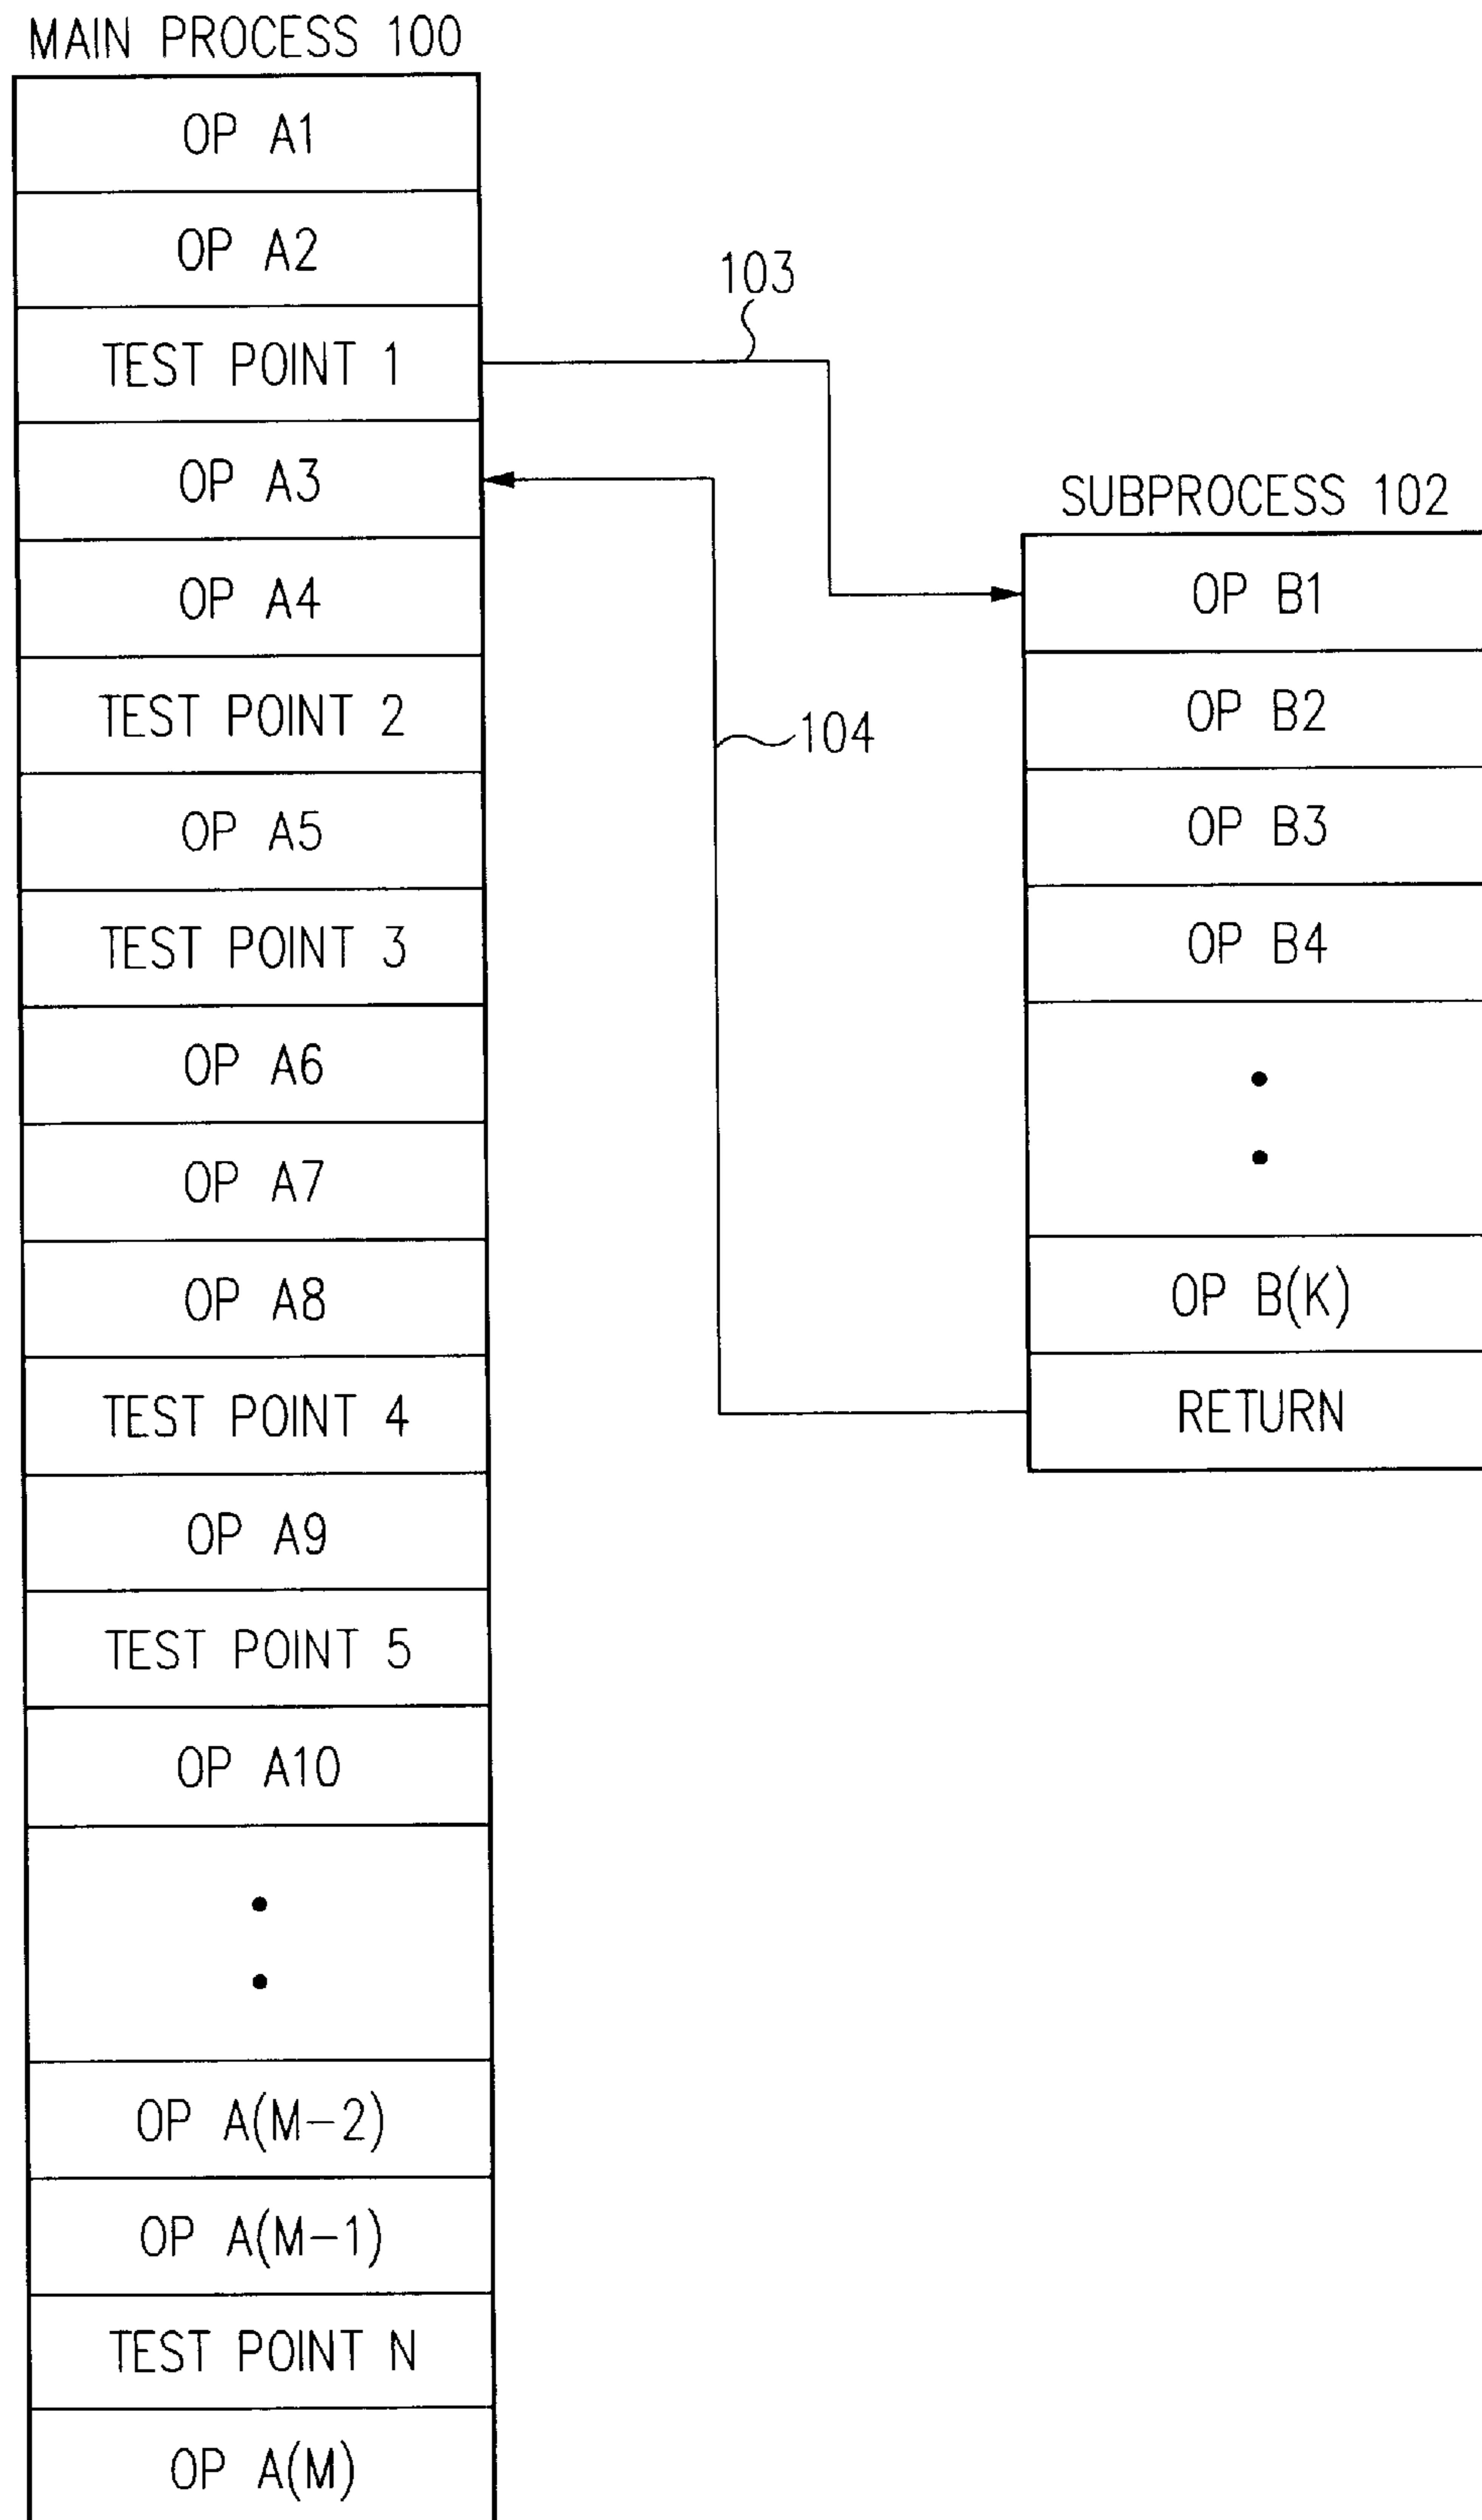 MAIN PROCESS 100
OP A1
OP A2
TEST POINT 1
OP A3
OP A4
TEST POINT 2
OP A5
TEST POINT 3
OP A6
OP A7
OP A8
TEST POINT 4
OP A9
TEST POINT 5
OP A10
OP A(M-2)
OP A(M-1)
TEST POINT N
OP A(M)
103
104
SUBPROCESS 102
OP B1
OP B2
OP B3
OP B4
OP B(K)
RETURN